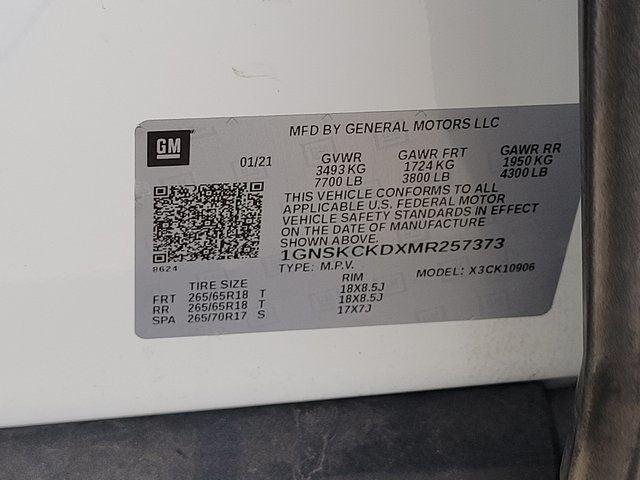 MFD BY GENERAL MOTORS LLC
GM
01/21 GVWR GAWR FRT GAWR RR
3493 KG 1724 KG 1950 KG
7700 LB 3800 LB 4300 LB
THIS VEHICLE CONFORMS TO ALL
APPLICABLE U.S. FEDERAL MOTOR
VEHICLE SAFETY STANDARDS IN EFFECT
ON THE DATE OF MANUFACTURE
SHOWN ABOVE.
8624
1GNSKCKDXMR257373
TYPE: M.P.V. MODEL: X3CK10906
TIRE SIZE RIM
FRT 265/65R18 T 18X8.5J
RR 265/65R18 T 18X8.5J
SPA 265/70R17 S 17X7J